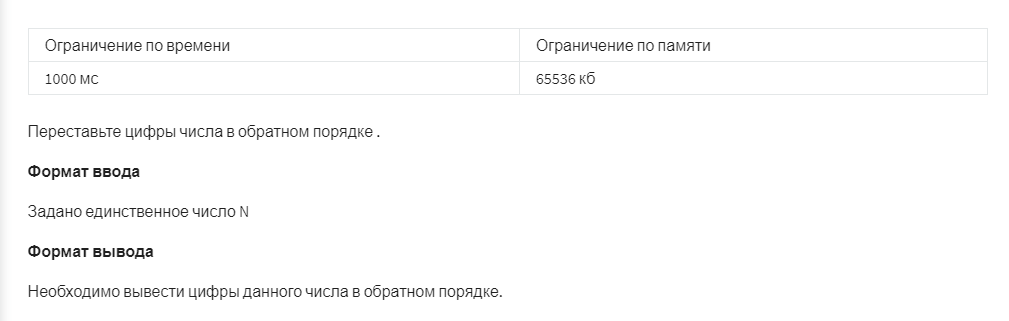 Ограничение по времени Ограничение по памяти
1000 мс 65536 кб
Переставьте цифры числа в обратном порядке .
Формат ввода
Задано единственное число N
Формат вывода
Необходимо вывести цифры данного числа в обратном порядке.